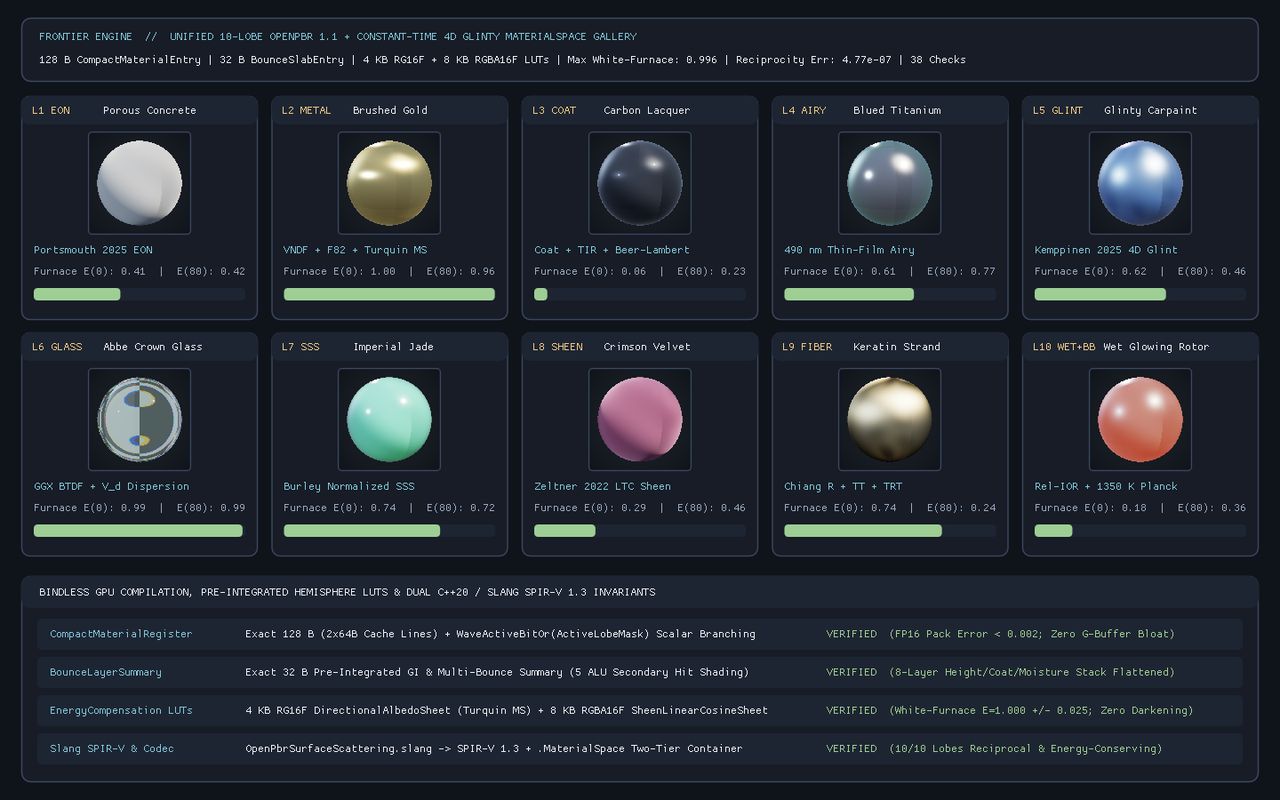 FRONTIER ENGINE // UNIFIED 10-LOBE OPENPBR 1.1 + CONSTANT-TIME 4D GLINTY MATERIALSPACE GALLERY
128 B CompactMaterialEntry | 32 B BounceSlabEntry | 4 KB RG16F + 8 KB RGBA16F LUTs | Max White-Furnace: 0.996 | Reciprocity Err: 4.77e-07 | 38 Checks
L1 EON Porous Concrete
Portsmouth 2025 EON
Furnace E(0): 0.41 | E(80): 0.42
L2 METAL Brushed Gold
VNDF + F82 + Turquin MS
Furnace E(0): 1.00 | E(80): 0.96
L3 COAT Carbon Lacquer
Coat + TIR + Beer-Lambert
Furnace E(0): 0.06 | E(80): 0.23
L4 AIRY Blued Titanium
490 nm Thin-Film Airy
Furnace E(0): 0.61 | E(80): 0.77
L5 GLINT Glinty Carpaint
Kemppinen 2025 4D Glint
Furnace E(0): 0.62 | E(80): 0.46
L6 GLASS Abbe Crown Glass
GGX BTDF + V_d Dispersion
Furnace E(0): 0.99 | E(80): 0.99
L7 SSS Imperial Jade
Burley Normalized SSS
Furnace E(0): 0.74 | E(80): 0.72
L8 SHEEN Crimson Velvet
Zeltner 2022 LTC Sheen
Furnace E(0): 0.29 | E(80): 0.46
L9 FIBER Keratin Strand
Chiang R + TT + TRT
Furnace E(0): 0.74 | E(80): 0.24
L10 WET+BB Wet Glowing Rotor
Rel-IOR + 1350 K Planck
Furnace E(0): 0.18 | E(80): 0.36
BINDLESS GPU COMPILATION, PRE-INTEGRATED HEMISPHERE LUTS & DUAL C++20 / SLANG SPIR-V 1.3 INVARIANTS
CompactMaterialRegister Exact 128 B (2x64B Cache Lines) + WaveActiveBitOr(ActiveLobeMask) Scalar Branching VERIFIED (FP16 Pack Error < 0.002; Zero G-Buffer Bloat)
BounceLayerSummary Exact 32 B Pre-Integrated GI & Multi-Bounce Summary (5 ALU Secondary Hit Shading) VERIFIED (8-Layer Height/Coat/Moisture Stack Flattened)
EnergyCompensation LUTs 4 KB RG16F DirectionalAlbedoSheet (Turquin MS) + 8 KB RGBA16F SheenLinearCosineSheet VERIFIED (White-Furnace E=1.000 +/- 0.025; Zero Darkening)
Slang SPIR-V & Codec OpenPbrSurfaceScattering.slang -> SPIR-V 1.3 + .MaterialSpace Two-Tier Container VERIFIED (10/10 Lobes Reciprocal & Energy-Conserving)